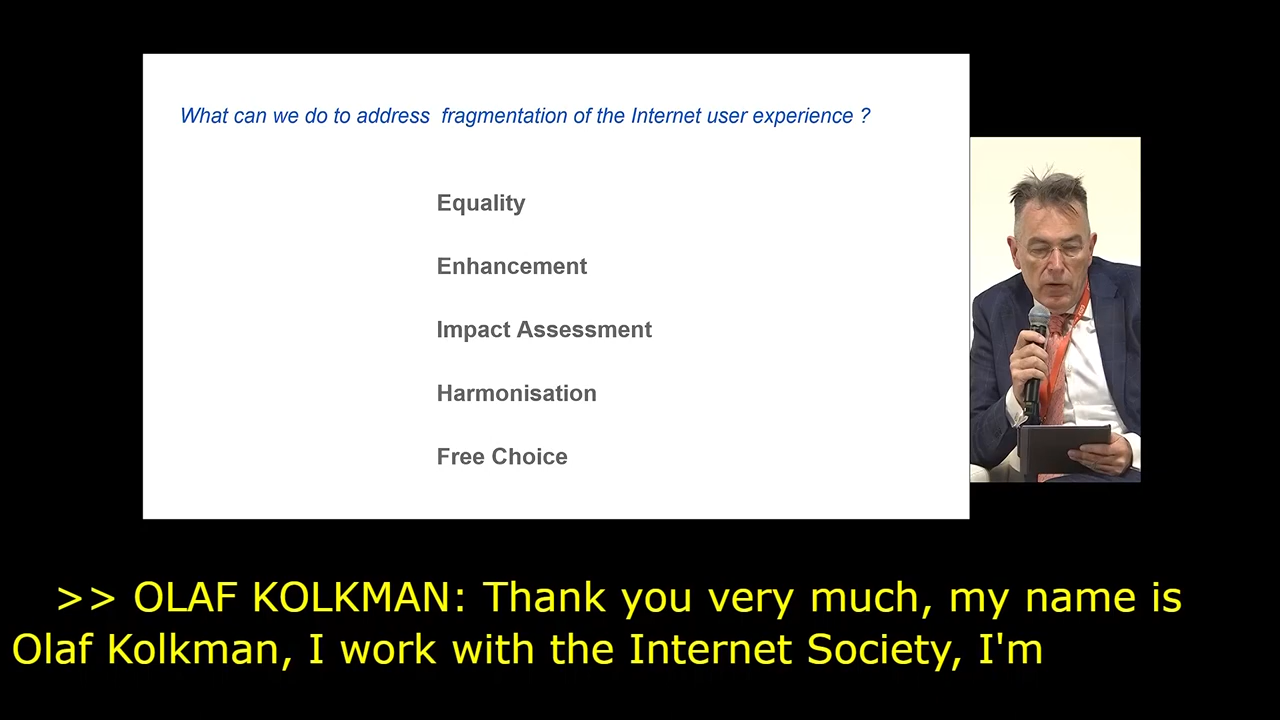 What can we do to address fragmentation of the Internet user experience ?
Equality
Enhancement
Impact Assessment
Harmonisation
Free Choice
>> OLAF KOLKMAN: Thank you very much, my name is
Olaf Kolkman, I work with the Internet Society, I'm